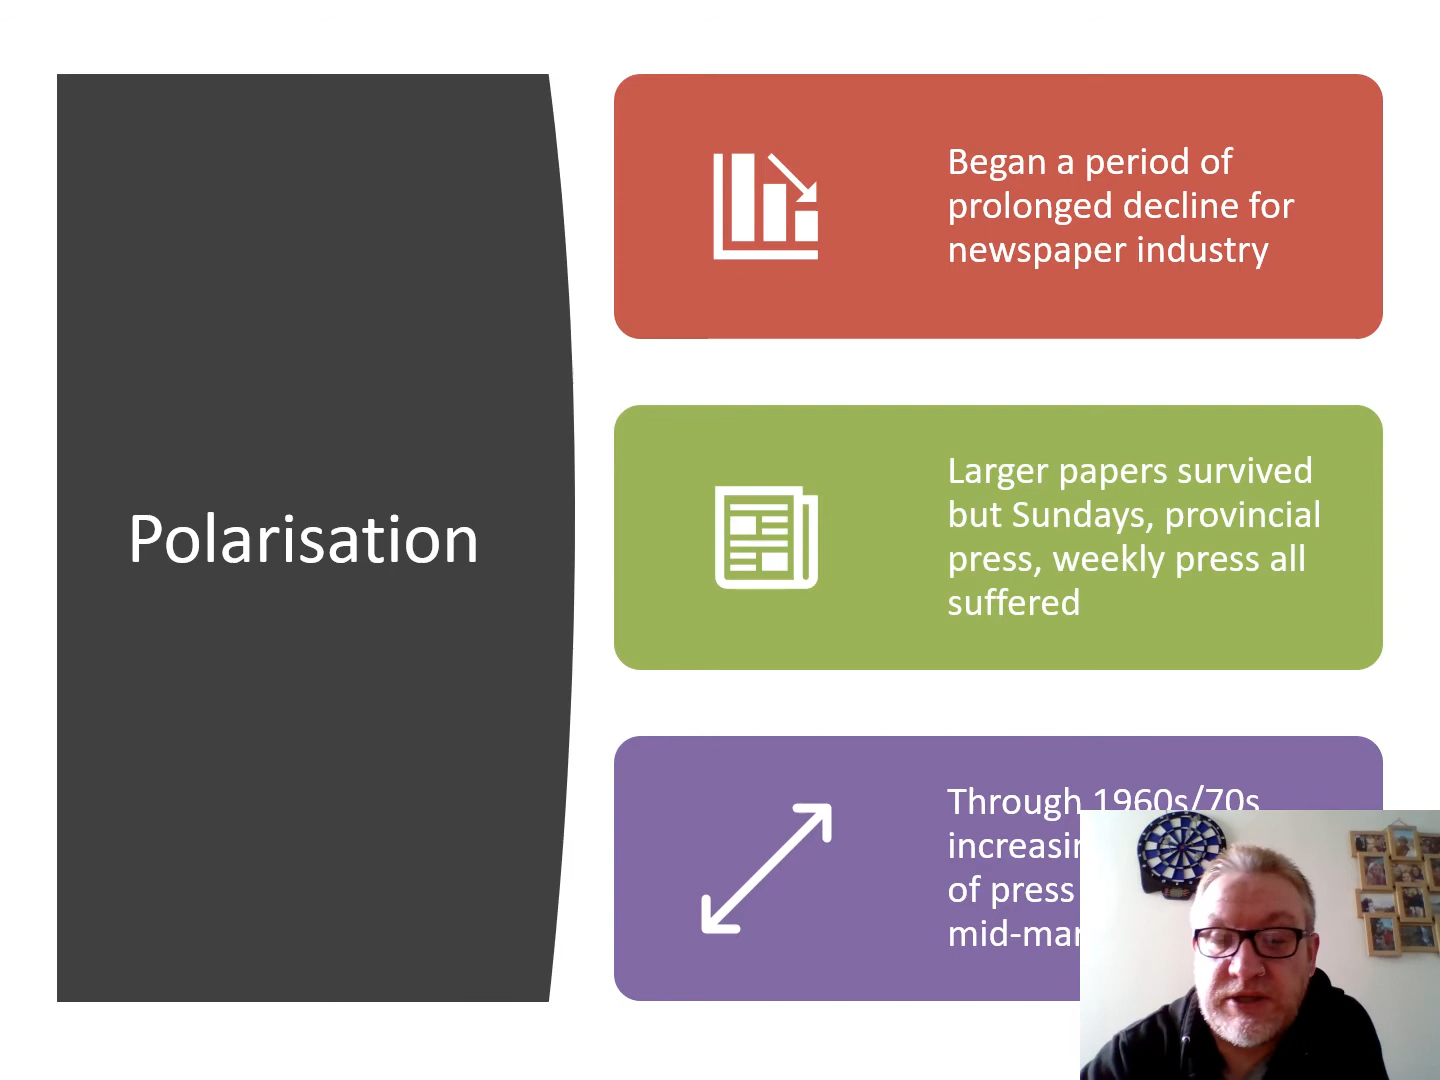 Polarisation
Began a period of
prolonged decline for
newspaper industry
Larger papers survived
but Sundays, provincial
press, weekly press all
suffered
Through 1960s/70s
of press